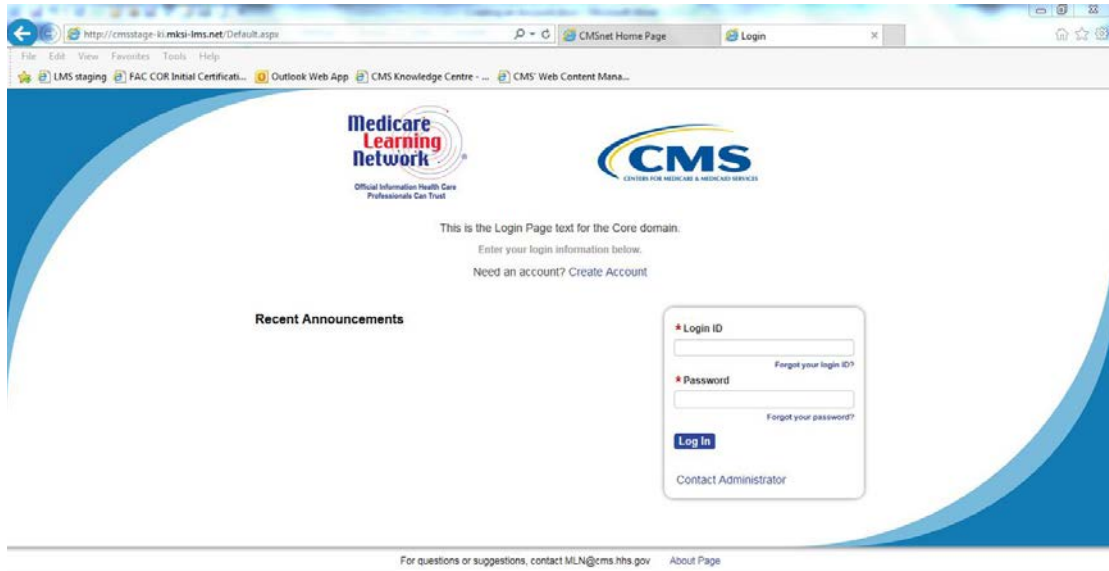 http://cmsstage-ki.mksi-lms.net/Default.aspx
CMSnet Home Page
Login
File Edit View Favorites Tools Help
LMS staging FAC COR Initial Certificati... Outlook Web App CMS Knowledge Centre - ... CMS' Web Content Mana...
Medicare
Learning
Network
Official Information Health Care
Professionals Can Trust
CMS
CENTERS FOR MEDICARE & MEDICAID SERVICES
This is the Login Page text for the Core domain.
Enter your login information below.
Need an account? Create Account
Recent Announcements
* Login ID
Forgot your login ID?
* Password
Forgot your password?
Log In
Contact Administrator
For questions or suggestions, contact MLN@cms.hhs.gov About Page